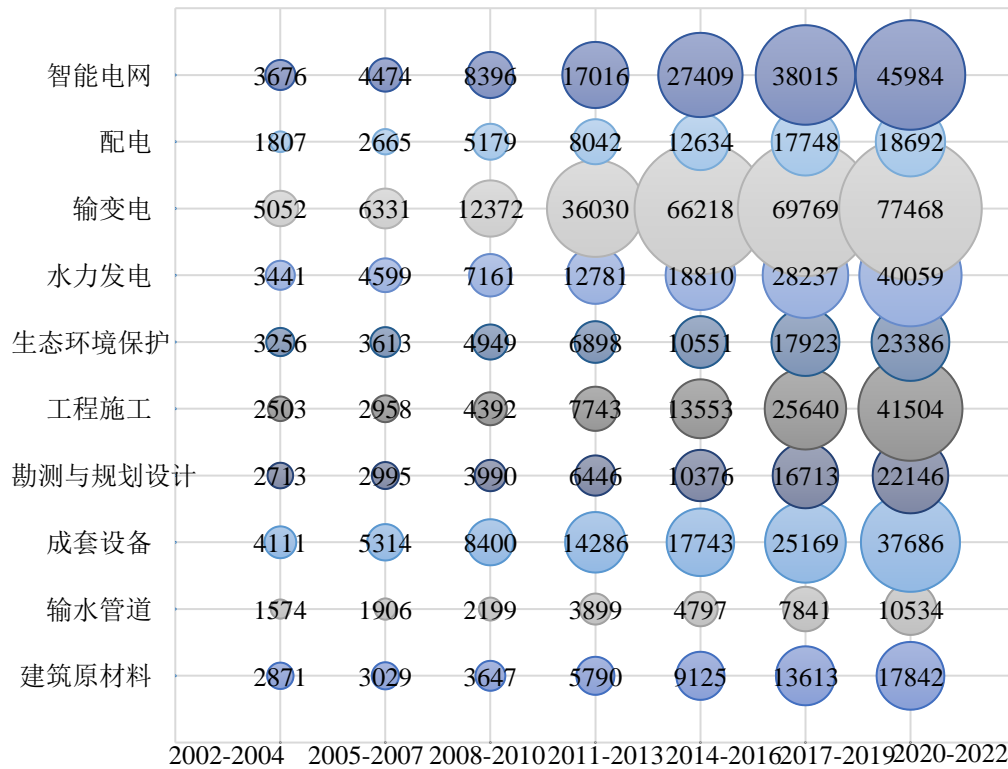 智能电网 3676 4474 8396 17016 27409 38015 45984
配电 1807 2665 5179 8042 12634 17748 18692
输变电 5052 6331 12372 36030 66218 69769 77468
水力发电 3441 4599 7161 12781 18810 28237 40059
生态环境保护 3256 3613 4949 6898 10551 17923 23386
工程施工 2503 2958 4392 7743 13553 25640 41504
勘测与规划设计 2713 2995 3990 6446 10376 16713 22146
成套设备 4111 5314 8400 14286 17743 25169 37686
输水管道 1574 1906 2199 3899 4797 7841 10534
建筑原材料 2871 3029 3647 5790 9125 13613 17842
2002-2004 2005-2007 2008-2010 2011-2013 2014-2016 2017-2019 2020-2022